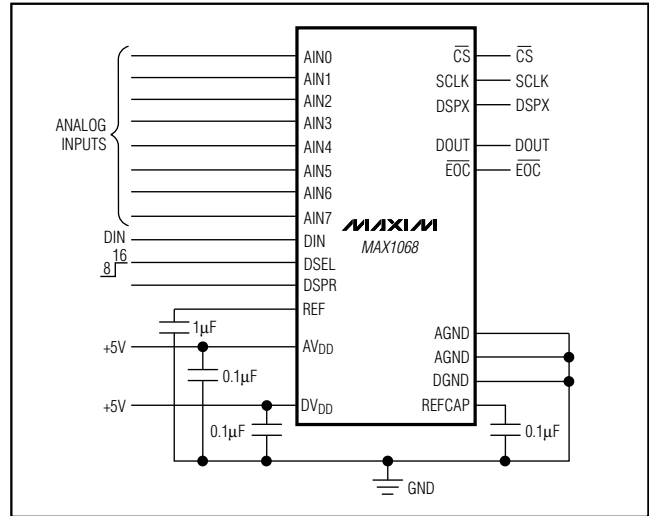 AIN0
AIN1
AIN2
AIN3
AIN4
AIN5
AIN6
AIN7
ANALOG
INPUTS
DIN DIN
16
8
DSEL
DSPR
REF
1µF
+5V AVDD
0.1µF
+5V DVDD
0.1µF
MAXIM
MAX1068
CS CS
SCLK SCLK
DSPX DSPX
DOUT DOUT
EOC EOC
AGND
AGND
DGND
REFCAP
0.1µF
GND